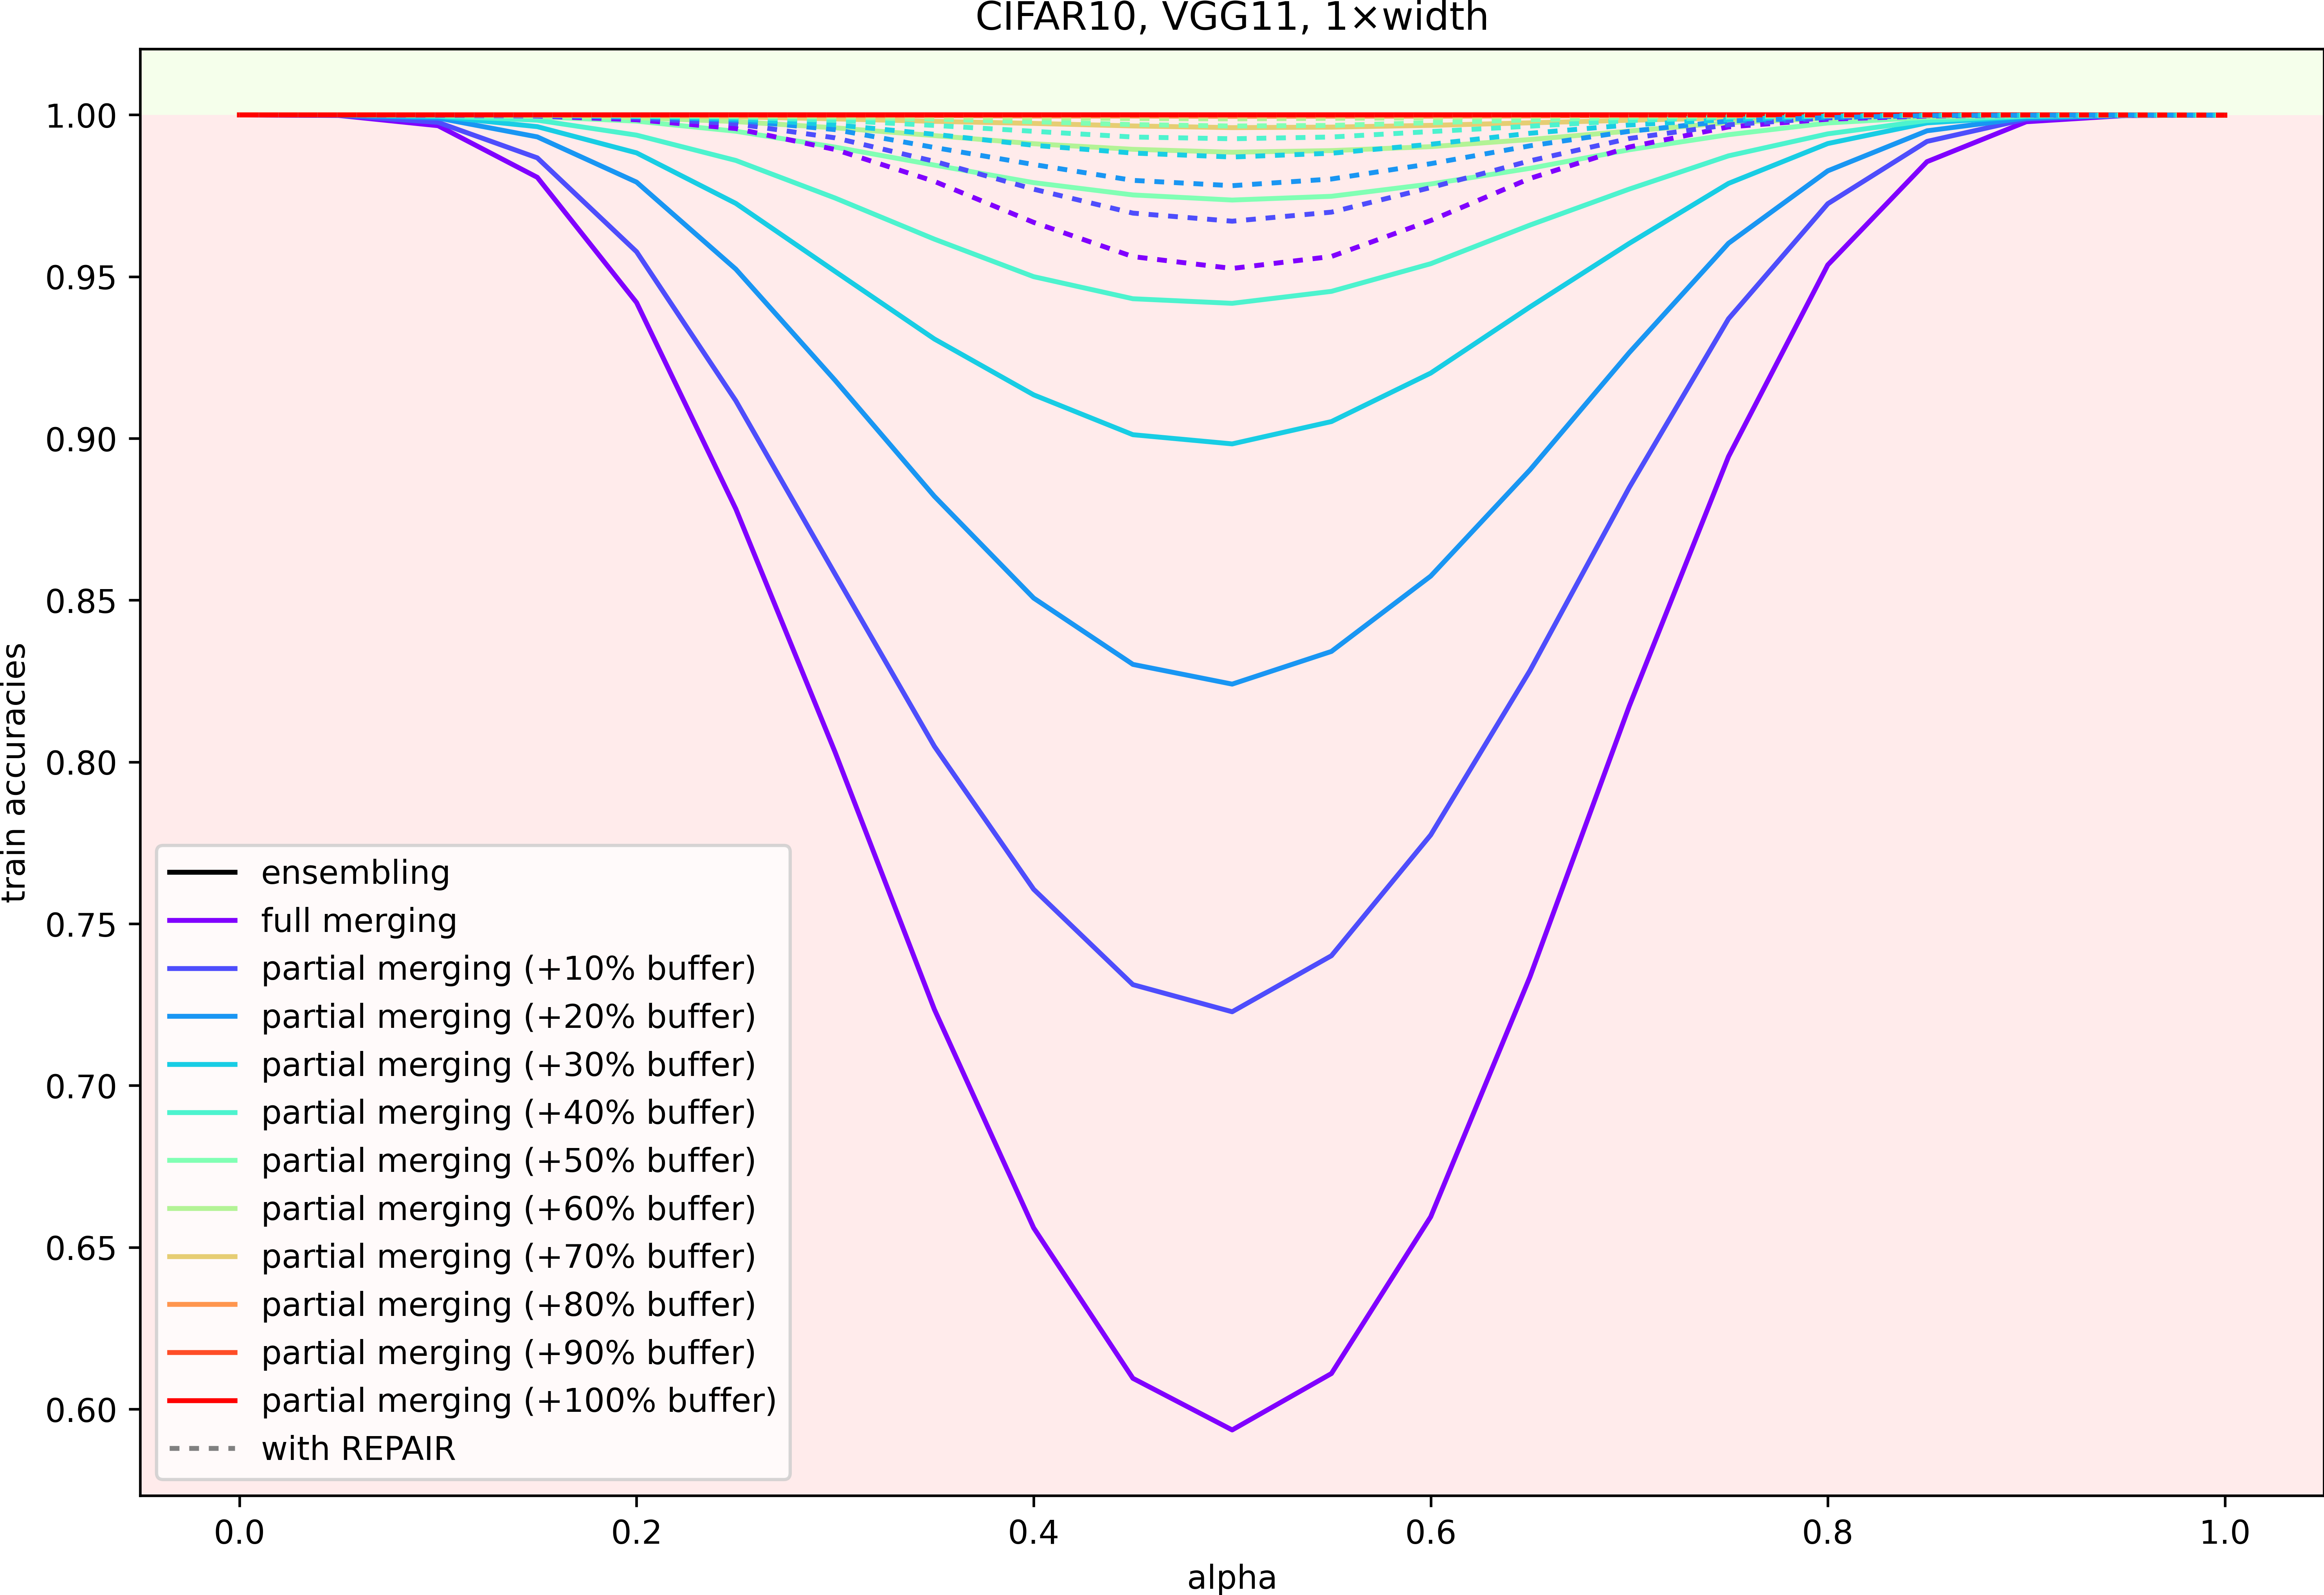 CIFAR10, VGG11, 1×width
train accuracies
1.00
0.95
0.90
0.85
0.80
0.75
0.70
0.65
0.60
ensembling
full merging
partial merging (+10% buffer)
partial merging (+20% buffer)
partial merging (+30% buffer)
partial merging (+40% buffer)
partial merging (+50% buffer)
partial merging (+60% buffer)
partial merging (+70% buffer)
partial merging (+80% buffer)
partial merging (+90% buffer)
partial merging (+100% buffer)
with REPAIR
0.0 0.2 0.4 0.6 0.8 1.0
alpha